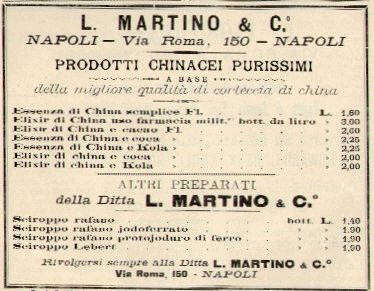 L. MARTINO & C.º
NAPOLI — Via Roma, 150 — NAPOLI
PRODOTTI CHINACEI PURISSIMI
A BASE
della migliore qualità di corteccia di china
Essenza di China semplice Fl. L. 1,60
Elixir di China uso farmacia milit.e bott. da litro » 3,00
Elixir di China e cacao Fl. » 2,00
Essenza di China e coca » » 2,25
Essenza di China e Kola » » 2,25
Elixir di china e coca » » 2,00
Elixir di China e Kola » » 2,00
ALTRI PREPARATI
della Ditta L. MARTINO & C.º
Sciroppo rafano bott. L. 1,40
Sciroppo rafano jodoferrato » » 1,90
Sciroppo rafano protojoduro di ferro » » 1,90
Sciroppo Lebert » » 1,90
Rivolgersi sempre alla Ditta L. MARTINO & C.º
Via Roma, 150 - NAPOLI